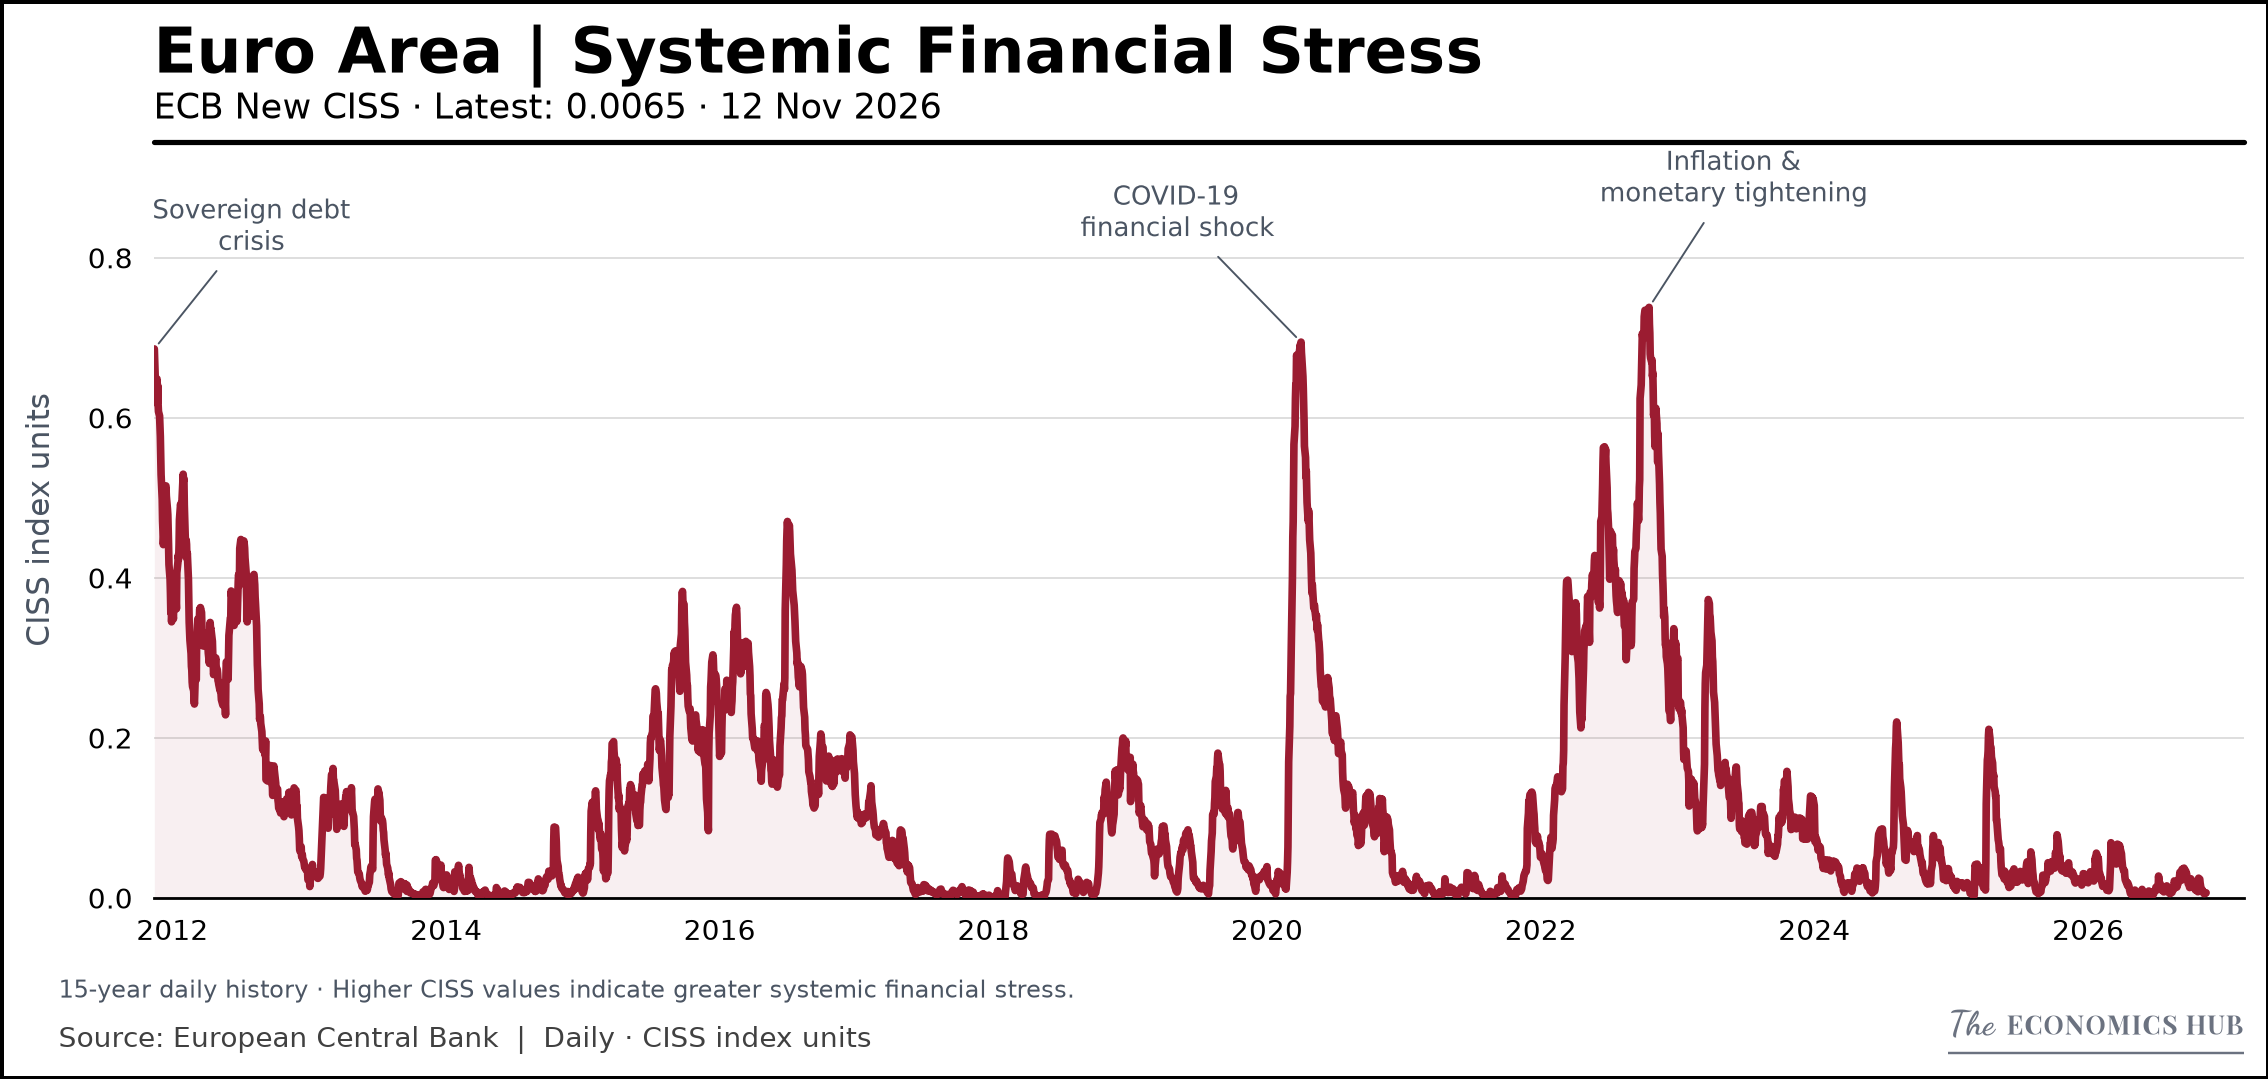 Euro Area | Systemic Financial Stress
ECB New CISS · Latest: 0.0065 · 12 Nov 2026
Inflation &
monetary tightening
COVID-19
financial shock
Sovereign debt
crisis
CISS index units
0.8
0.6
0.4
0.2
0.0
2012 2014 2016 2018 2020 2022 2024 2026
15-year daily history · Higher CISS values indicate greater systemic financial stress.
Source: European Central Bank | Daily · CISS index units
The ECONOMICS HUB